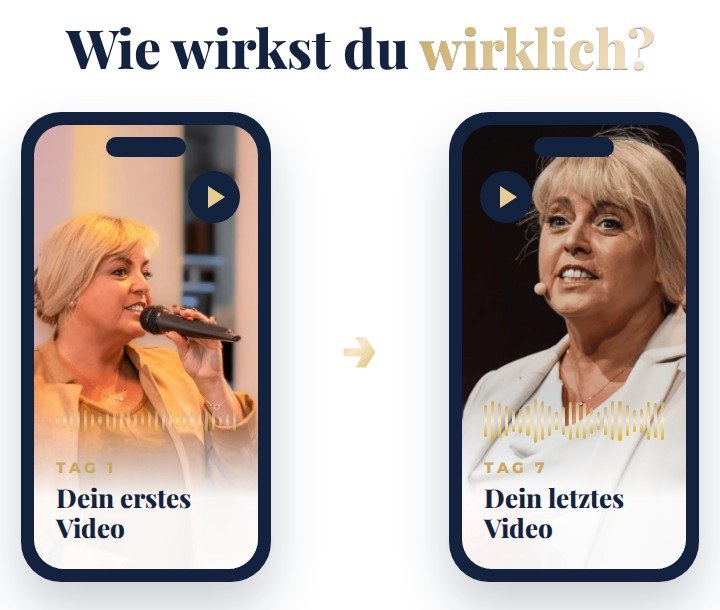 Wie wirkst du wirklich?
TAG 1
Dein erstes
Video
TAG 7
Dein letztes
Video